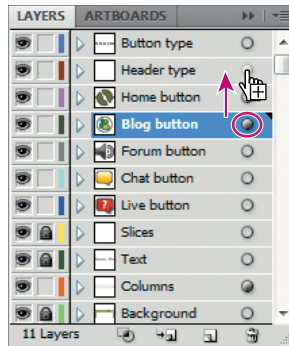 LAYERS ARTBOARDS
Button type
Header type
Home button
Blog button
Forum button
Chat button
Live button
Slices
Text
Columns
Background
11 Layers